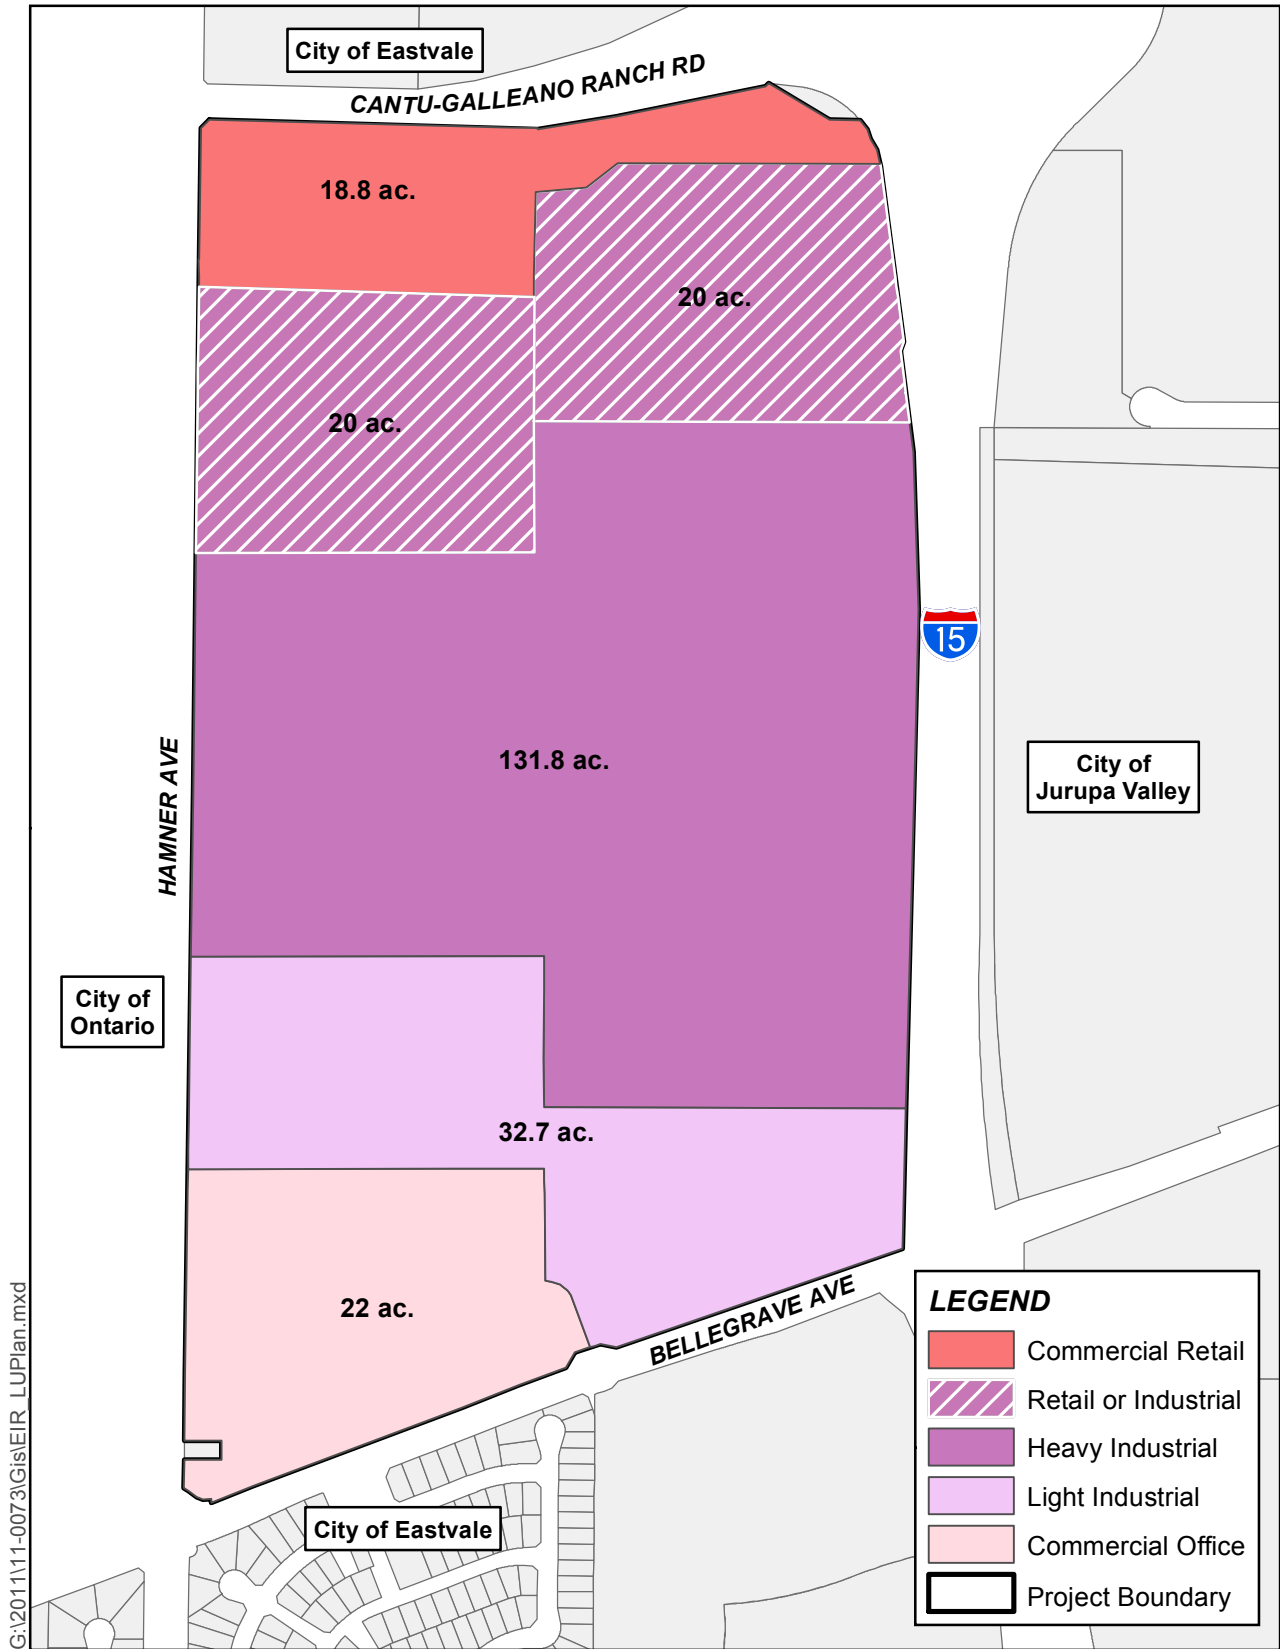 City of Eastvale
CANTU-GALLEANO RANCH RD
18.8 ac.
20 ac.
20 ac.
15
131.8 ac.
HAMNER AVE
City of
Jurupa Valley
City of
Ontario
32.7 ac.
22 ac.
BELLEGRAVE AVE
City of Eastvale
LEGEND
Commercial Retail
Retail or Industrial
Heavy Industrial
Light Industrial
Commercial Office
Project Boundary
G:\2011\11-0073\Gis\EIR_LUPlan.mxd